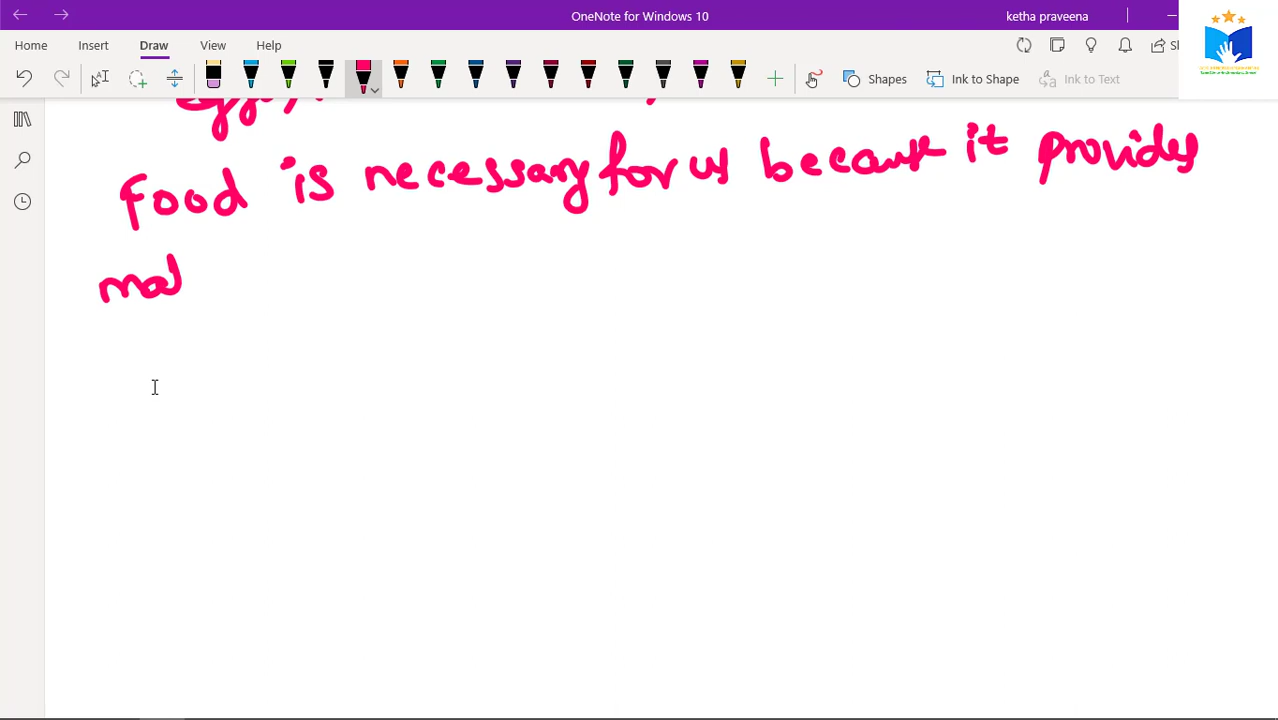 OneNote for Windows 10
ketha praveena
Home
Insert
Draw
View
Help
Shapes
Ink to Shape
Ink to Text
Food is necessary for us because it provides